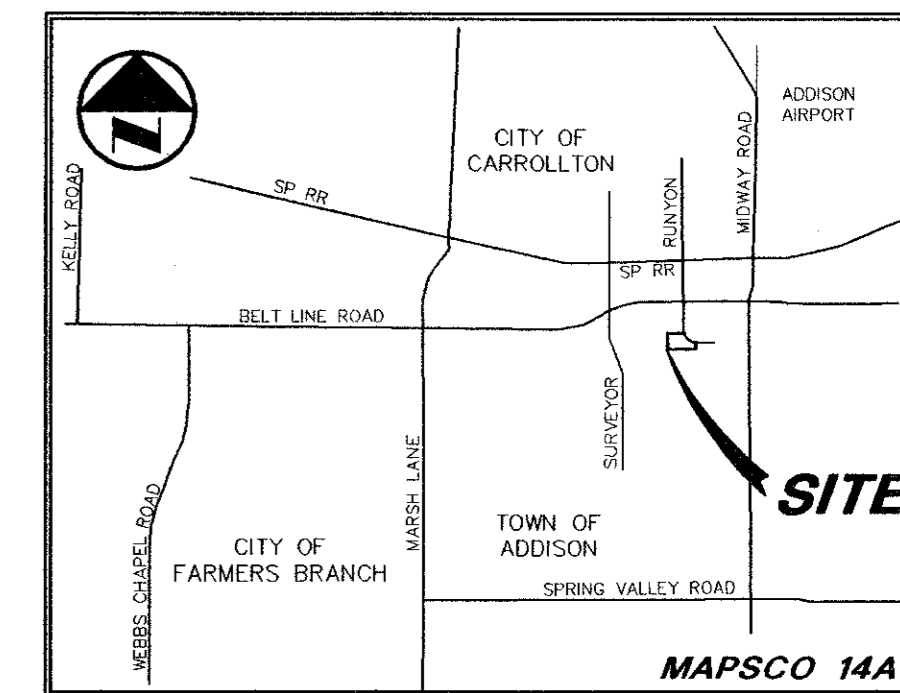 ADDISON
AIRPORT
CITY OF
CARROLLTON
MIDWAY ROAD
RUNYON
KELLY ROAD
SP RR
SP RR
BELT LINE ROAD
SURVEYOR
MARSH LANE
SITE
WEBBS CHAPEL ROAD
CITY OF
FARMERS BRANCH
TOWN OF
ADDISON
SPRING VALLEY ROAD
MAPSCO 14A